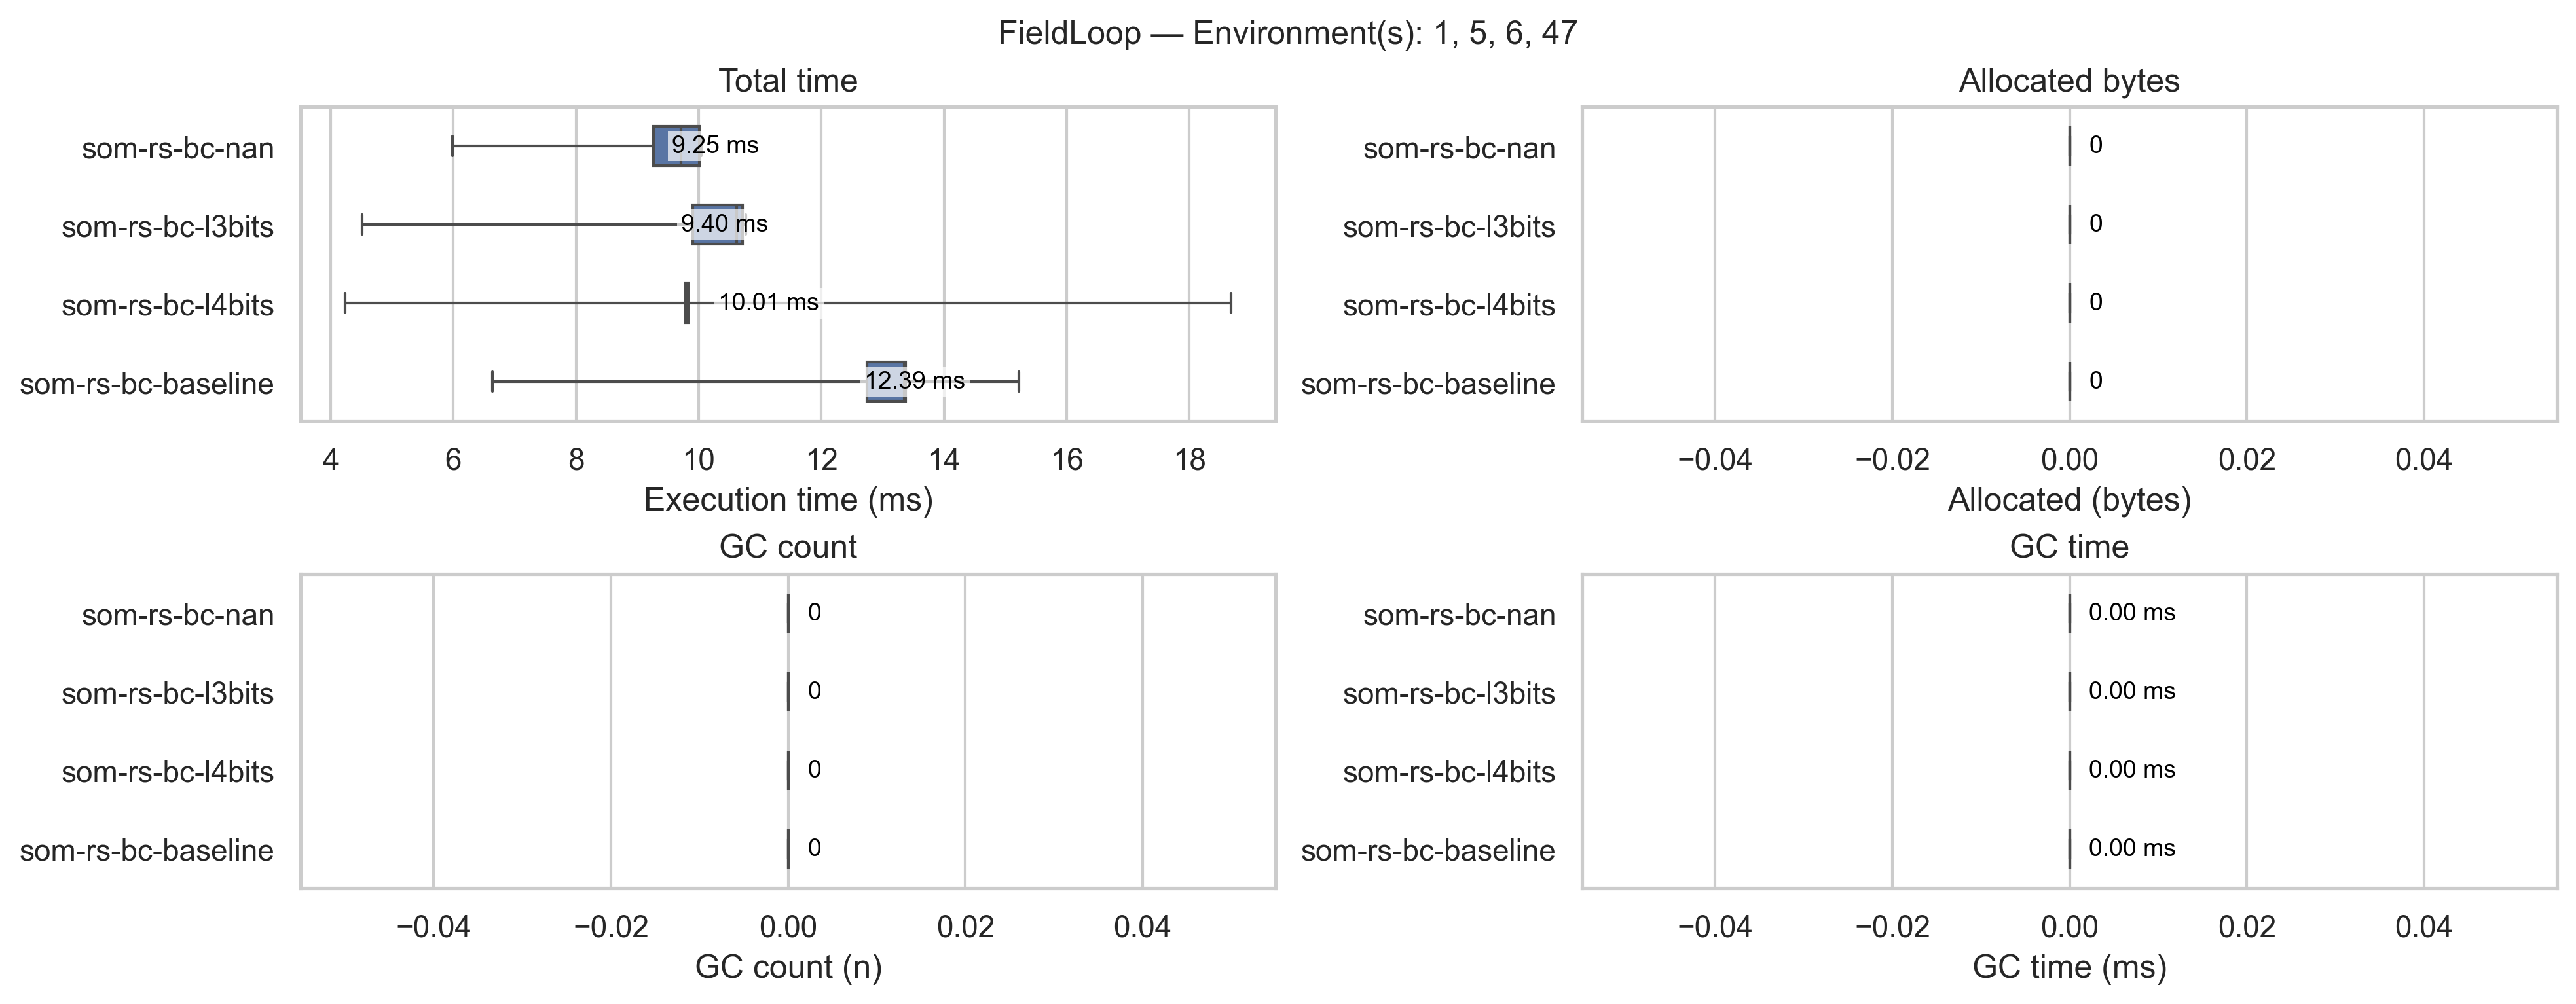 FieldLoop — Environment(s): 1, 5, 6, 47
Total time
som-rs-bc-nan
9.25 ms
som-rs-bc-l3bits
9.40 ms
som-rs-bc-l4bits
10.01 ms
som-rs-bc-baseline
12.39 ms
4 6 8 10 12 14 16 18
Execution time (ms)
Allocated bytes
som-rs-bc-nan
0
som-rs-bc-l3bits
0
som-rs-bc-l4bits
0
som-rs-bc-baseline
0
−0.04 −0.02 0.00 0.02 0.04
Allocated (bytes)
GC count
som-rs-bc-nan
0
som-rs-bc-l3bits
0
som-rs-bc-l4bits
0
som-rs-bc-baseline
0
−0.04 −0.02 0.00 0.02 0.04
GC count (n)
GC time
som-rs-bc-nan
0.00 ms
som-rs-bc-l3bits
0.00 ms
som-rs-bc-l4bits
0.00 ms
som-rs-bc-baseline
0.00 ms
−0.04 −0.02 0.00 0.02 0.04
GC time (ms)